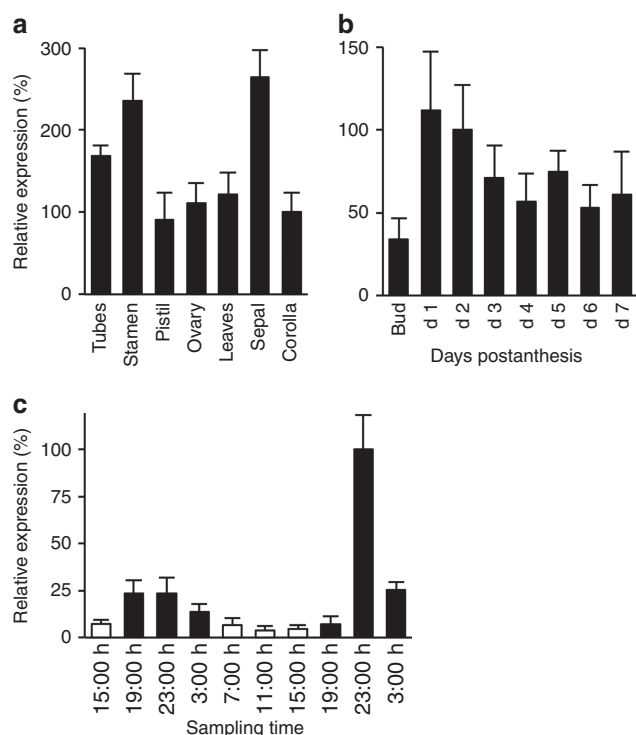 a
Relative expression (%)
300
200
100
0
Tubes
Stamen
Pistil
Ovary
Leaves
Sepal
Corolla
b
150
100
50
0
Bud
d 1
d 2
d 3
d 4
d 5
d 6
d 7
Days postanthesis
c
Relative expression (%)
100
75
50
25
0
15:00 h
19:00 h
23:00 h
3:00 h
7:00 h
11:00 h
15:00 h
19:00 h
23:00 h
3:00 h
Sampling time